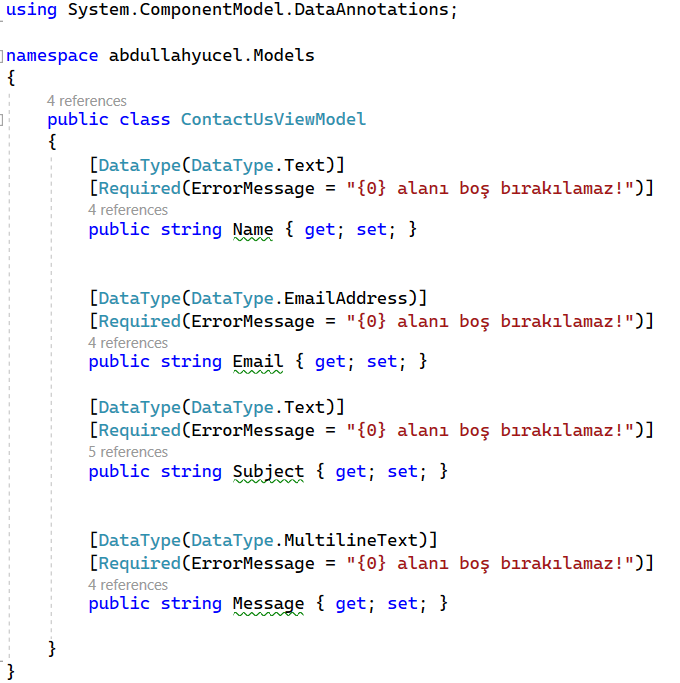 using System.ComponentModel.DataAnnotations;
namespace abdullahyucel.Models
{
4 references
public class ContactUsViewModel
{
[DataType(DataType.Text)]
[Required(ErrorMessage = "{0} alanı boş bırakılamaz!")]
4 references
public string Name { get; set; }
[DataType(DataType.EmailAddress)]
[Required(ErrorMessage = "{0} alanı boş bırakılamaz!")]
4 references
public string Email { get; set; }
[DataType(DataType.Text)]
[Required(ErrorMessage = "{0} alanı boş bırakılamaz!")]
5 references
public string Subject { get; set; }
[DataType(DataType.MultilineText)]
[Required(ErrorMessage = "{0} alanı boş bırakılamaz!")]
4 references
public string Message { get; set; }
}
}